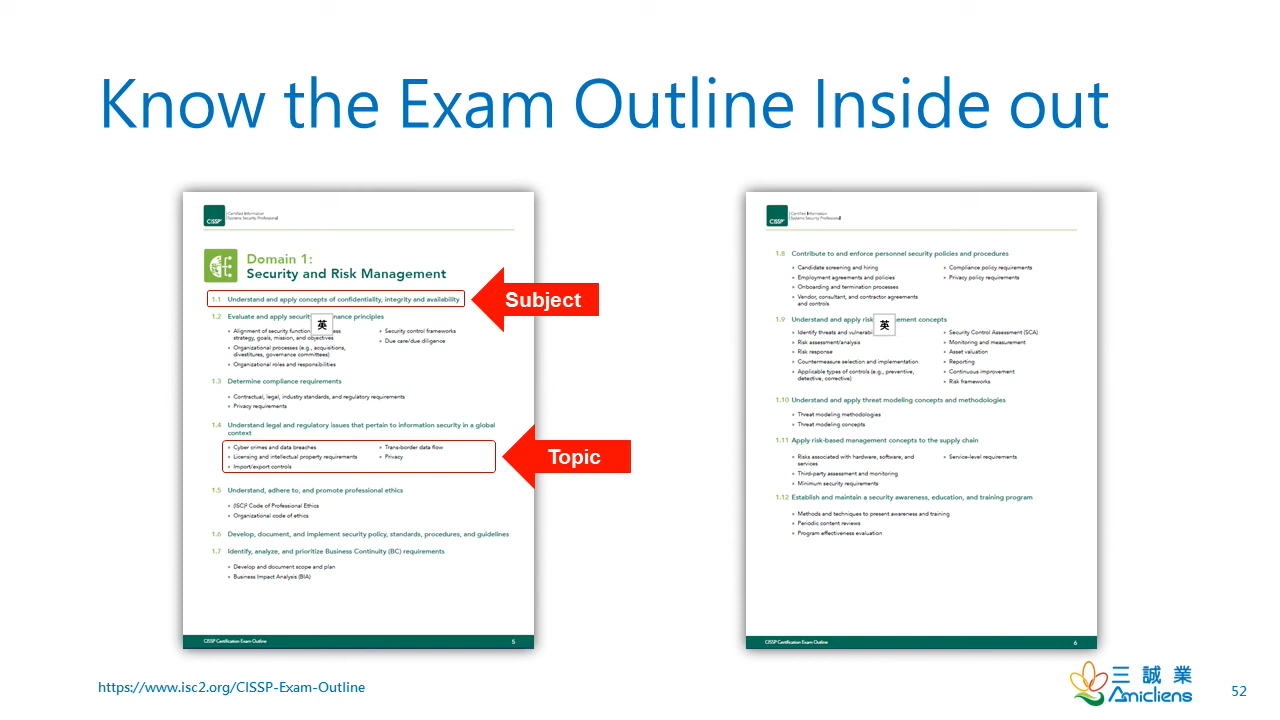 Know the Exam Outline Inside out
CISSP
Certified Information
Systems Security Professional
Domain 1:
Security and Risk Management
1.1 Understand and apply concepts of confidentiality, integrity and availability
1.2 Evaluate and apply security
英
nance principles
» Alignment of security function
ess
strategy, goals, mission, and objectives
» Organizational processes (e.g., acquisitions,
divestitures, governance committees)
» Organizational roles and responsibilities
» Security control frameworks
» Due care/due diligence
1.3 Determine compliance requirements
» Contractual, legal, industry standards, and regulatory requirements
» Privacy requirements
1.4 Understand legal and regulatory issues that pertain to information security in a global
context
» Cyber crimes and data breaches
» Licensing and intellectual property requirements
» Import/export controls
» Trans-border data flow
» Privacy
1.5 Understand, adhere to, and promote professional ethics
» (ISC)² Code of Professional Ethics
» Organizational code of ethics
1.6 Develop, document, and implement security policy, standards, procedures, and guidelines
1.7 Identify, analyze, and prioritize Business Continuity (BC) requirements
» Develop and document scope and plan
» Business Impact Analysis (BIA)
CISSP Certification Exam Outline 5
Subject
Topic
CISSP
Certified Information
Systems Security Professional
1.8 Contribute to and enforce personnel security policies and procedures
» Candidate screening and hiring
» Employment agreements and policies
» Onboarding and termination processes
» Vendor, consultant, and contractor agreements
and controls
» Compliance policy requirements
» Privacy policy requirements
1.9 Understand and apply risk
英
gement concepts
» Identify threats and vulnerabi
» Risk assessment/analysis
» Risk response
» Countermeasure selection and implementation
» Applicable types of controls (e.g., preventive,
detective, corrective)
» Security Control Assessment (SCA)
» Monitoring and measurement
» Asset valuation
» Reporting
» Continuous improvement
» Risk frameworks
1.10 Understand and apply threat modeling concepts and methodologies
» Threat modeling methodologies
» Threat modeling concepts
1.11 Apply risk-based management concepts to the supply chain
» Risks associated with hardware, software, and
services
» Third-party assessment and monitoring
» Minimum security requirements
» Service-level requirements
1.12 Establish and maintain a security awareness, education, and training program
» Methods and techniques to present awareness and training
» Periodic content reviews
» Program effectiveness evaluation
CISSP Certification Exam Outline 6
https://www.isc2.org/CISSP-Exam-Outline
三誠業
Amicliens
52